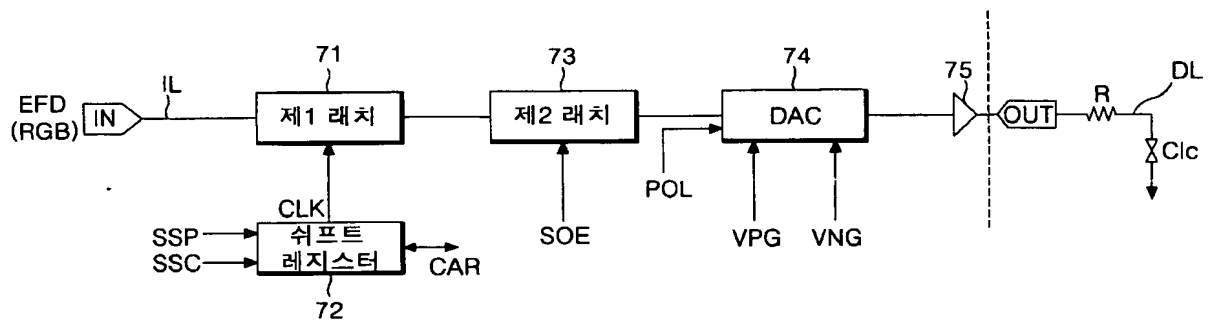 71
73
74
75
DL
IL
EFD
(RGB)
IN
제1 래치
제2 래치
DAC
OUT
R
Clc
POL
CLK
SSP
SSC
쉬프트
레지스터
CAR
SOE
VPG
VNG
72